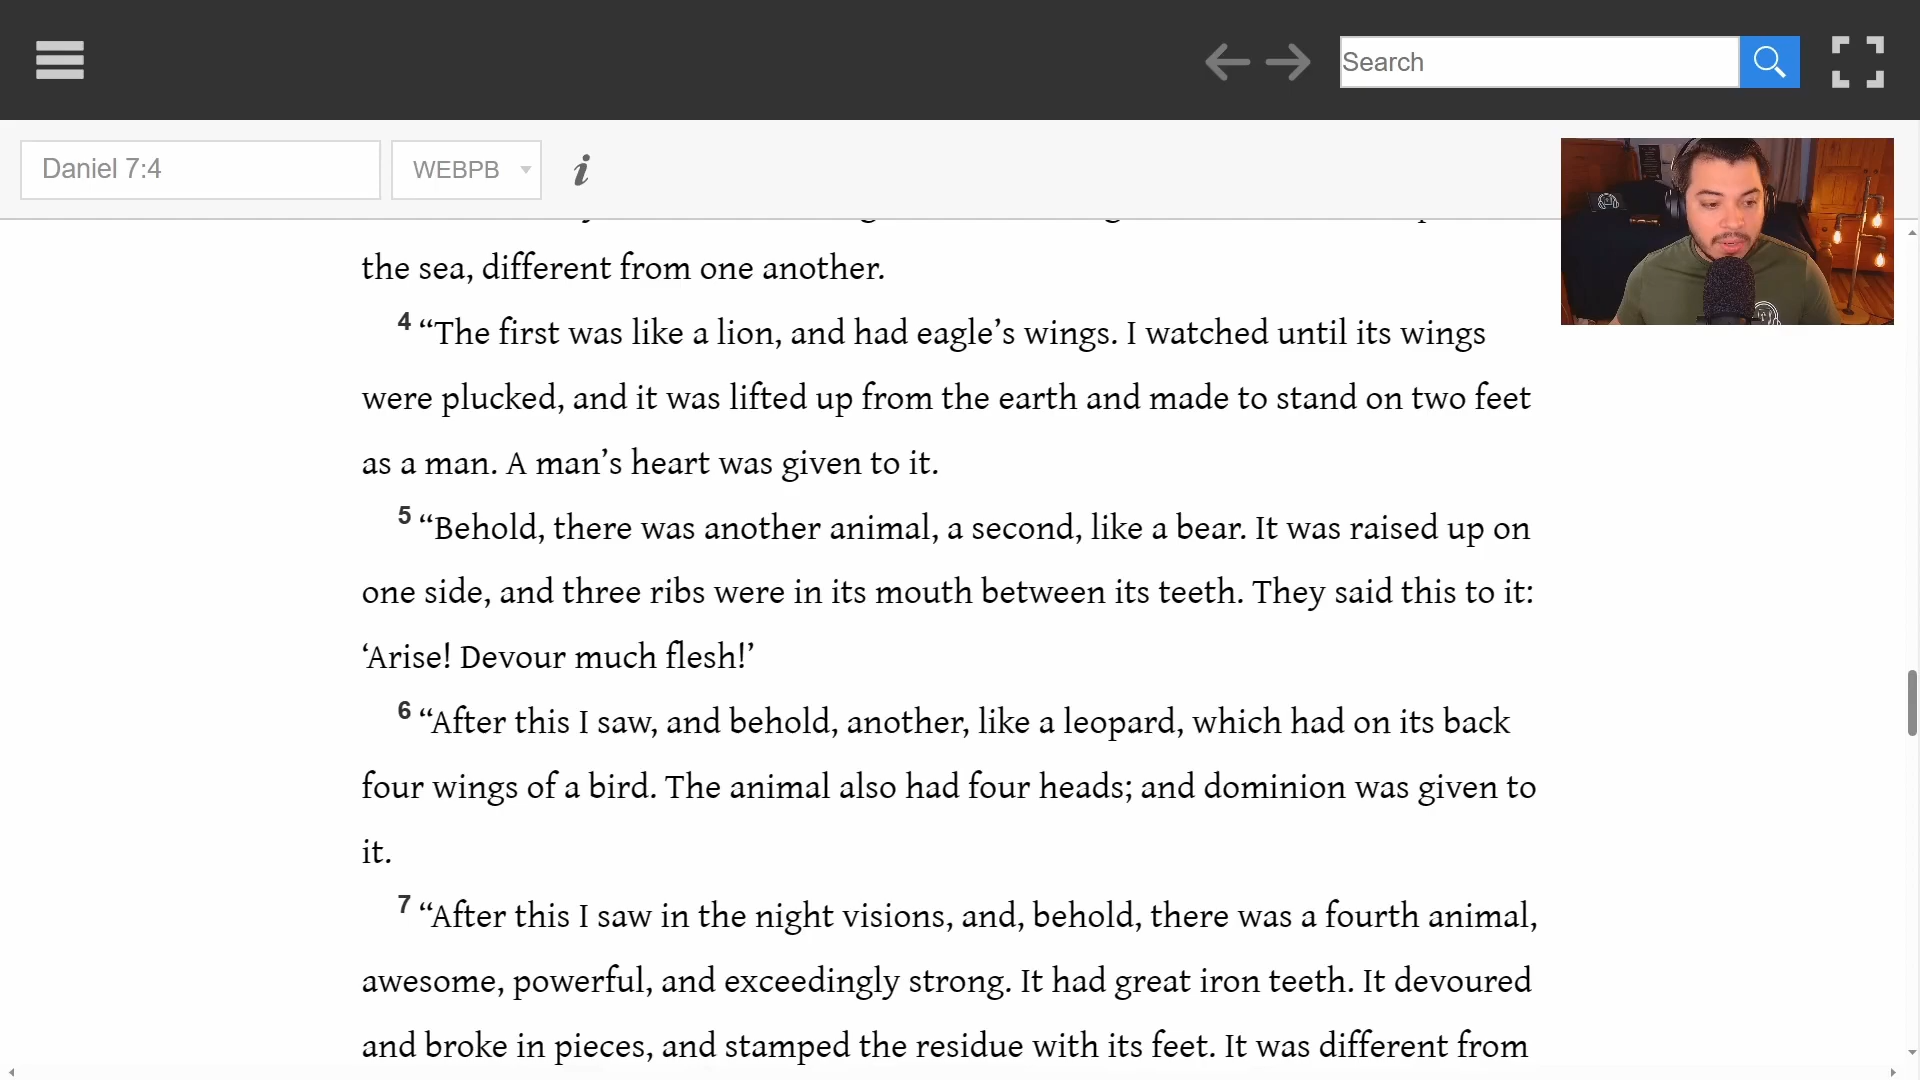 Search
Daniel 7:4
WEBPB
the sea, different from one another.
4 “The first was like a lion, and had eagle’s wings. I watched until its wings
were plucked, and it was lifted up from the earth and made to stand on two feet
as a man. A man’s heart was given to it.
5 “Behold, there was another animal, a second, like a bear. It was raised up on
one side, and three ribs were in its mouth between its teeth. They said this to it:
‘Arise! Devour much flesh!’
6 “After this I saw, and behold, another, like a leopard, which had on its back
four wings of a bird. The animal also had four heads; and dominion was given to
it.
7 “After this I saw in the night visions, and, behold, there was a fourth animal,
awesome, powerful, and exceedingly strong. It had great iron teeth. It devoured
and broke in pieces, and stamped the residue with its feet. It was different from